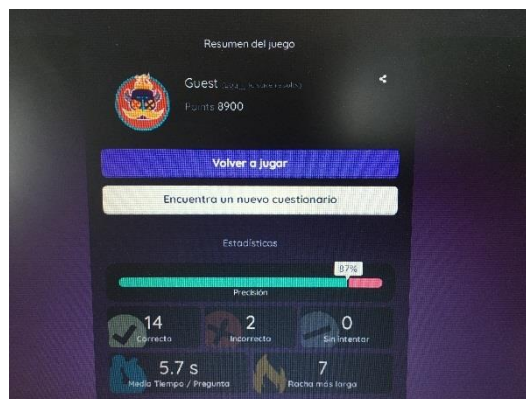 Resumen del juego
Guest
Points 8900
Volver a jugar
Encuentra un nuevo cuestionario
Estadísticas
87%
Precisión
14
Correcto
2
Incorrecto
0
Sin intentar
5.7 s
Media Tiempo / Pregunta
7
Racha más larga